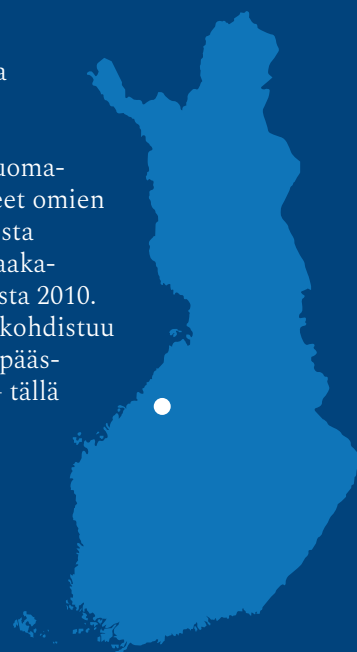 a
uoma-
eet omien
sta
aaka-
sta 2010.
kohdistuu
pääs-
tällä